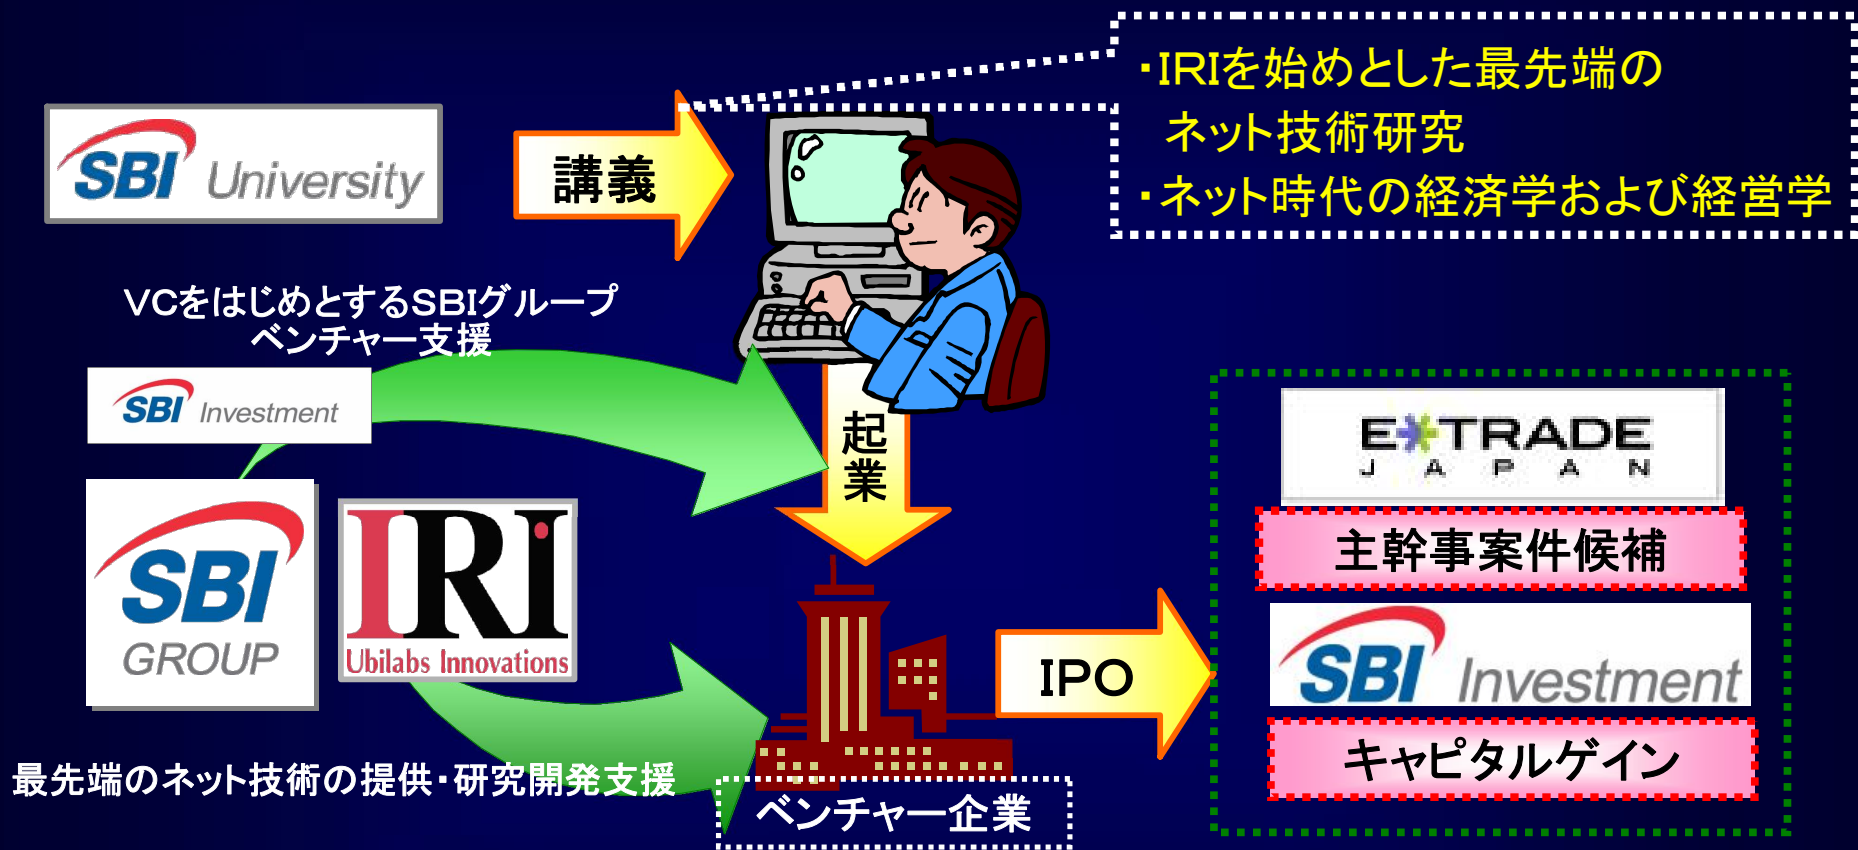 ・IRIを始めとした最先端の
ネット技術研究
・ネット時代の経済学および経営学
SBI University
講義
VCをはじめとするSBIグループ
ベンチャー支援
SBI Investment
SBI
GROUP
IRI
Ubilabs Innovations
起
業
最先端のネット技術の提供・研究開発支援
ベンチャー企業
IPO
E*TRADE
JAPAN
主幹事案件候補
SBI Investment
キャピタルゲイン